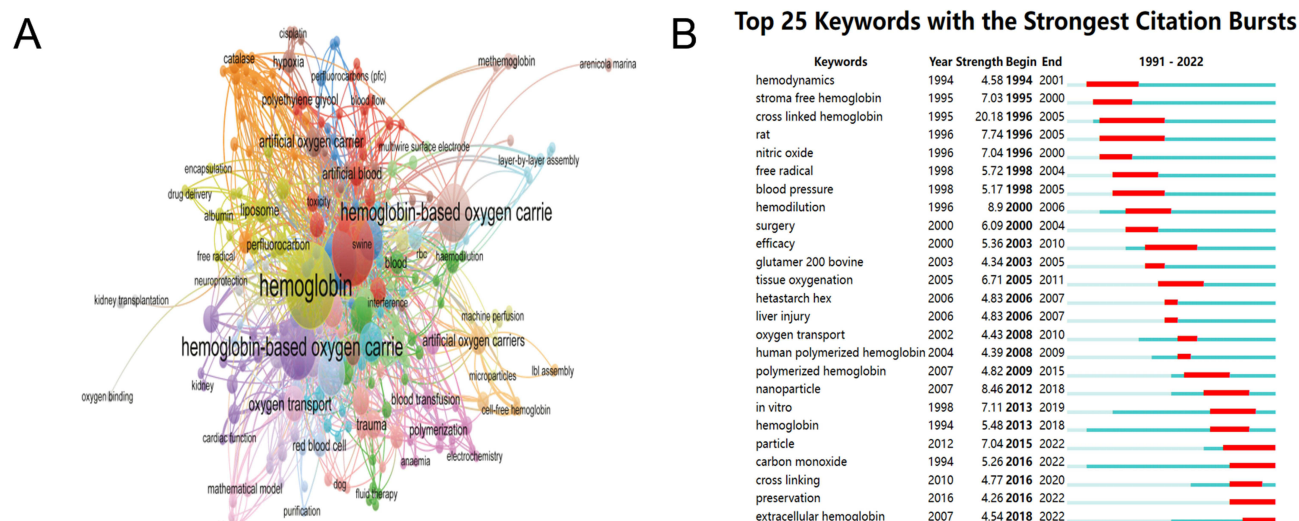 A
cisplatin
catalase
hypoxia
methemoglobin
arenicola marina
perfluorocarbons (pfc)
polyethylene glycol
blood flow
artificial oxygen carrier
multiwire surface electrode
layer-by-layer assembly
encapsulation
artificial blood
drug delivery
toxicity
liposome
albumin
hemoglobin-based oxygen carrie
perfluorocarbon
swine
free radical
rbc
blood
haemodilution
neuroprotection
hemoglobin
kidney transplantation
interference
machine perfusion
hemoglobin-based oxygen carrie
artificial oxygen carriers
lbl assembly
microparticles
kidney
oxygen binding
oxygen transport
blood transfusion
cell-free hemoglobin
trauma
cardiac function
red blood cell
polymerization
electrochemistry
anaemia
mathematical model
dog
fluid therapy
purification
B
Top 25 Keywords with the Strongest Citation Bursts
Keywords Year Strength Begin End 1991 - 2022
hemodynamics 1994 4.58 1994 2001
stroma free hemoglobin 1995 7.03 1995 2000
cross linked hemoglobin 1995 20.18 1996 2005
rat 1996 7.74 1996 2005
nitric oxide 1996 7.04 1996 2000
free radical 1998 5.72 1998 2004
blood pressure 1998 5.17 1998 2005
hemodilution 1996 8.9 2000 2006
surgery 2000 6.09 2000 2004
efficacy 2000 5.36 2003 2010
glutamer 200 bovine 2003 4.34 2003 2005
tissue oxygenation 2005 6.71 2005 2011
hetastarch hex 2006 4.83 2006 2007
liver injury 2006 4.83 2006 2007
oxygen transport 2002 4.43 2008 2010
human polymerized hemoglobin 2004 4.39 2008 2009
polymerized hemoglobin 2007 4.82 2009 2015
nanoparticle 2007 8.46 2012 2018
in vitro 1998 7.11 2013 2019
hemoglobin 1994 5.48 2013 2018
particle 2012 7.04 2015 2022
carbon monoxide 1994 5.26 2016 2022
cross linking 2010 4.77 2016 2020
preservation 2016 4.26 2016 2022
extracellular hemoglobin 2007 4.54 2018 2022